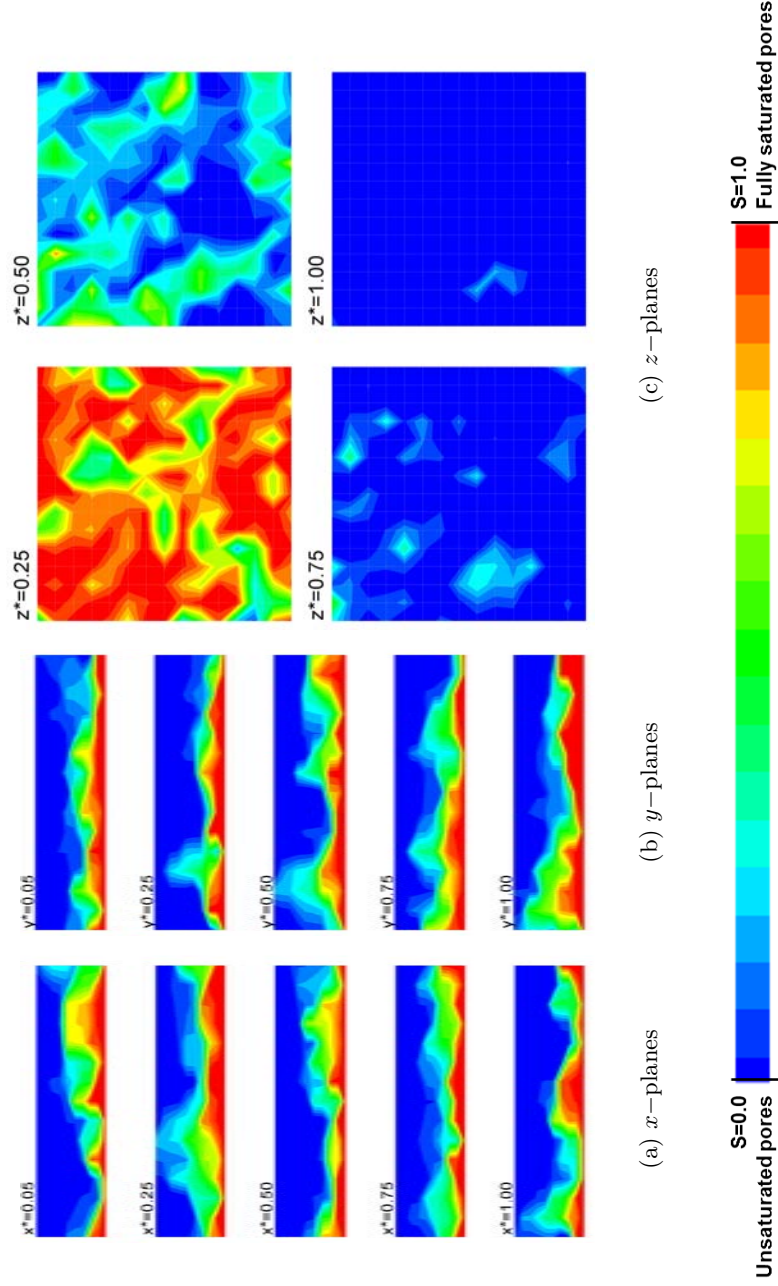 x*=0.05
x*=0.25
x*=0.50
x*=0.75
x*=1.00
(a) x−planes
y*=0.05
y*=0.25
y*=0.50
y*=0.75
y*=1.00
(b) y−planes
z*=0.25
z*=0.50
z*=0.75
z*=1.00
(c) z−planes
S=0.0
Unsaturated pores
S=1.0
Fully saturated pores